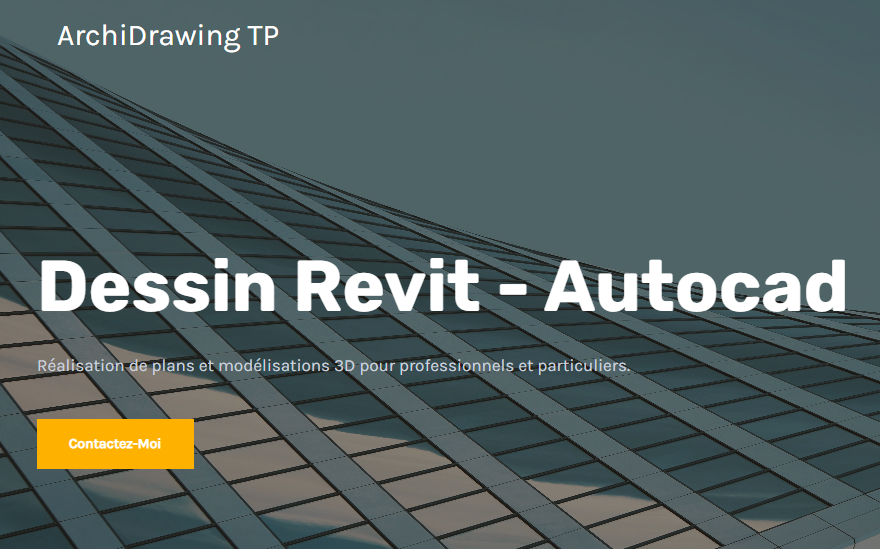 ArchiDrawing TP
Dessin Revit - Autocad
Réalisation de plans et modélisations 3D pour professionnels et particuliers.
Contactez-Moi